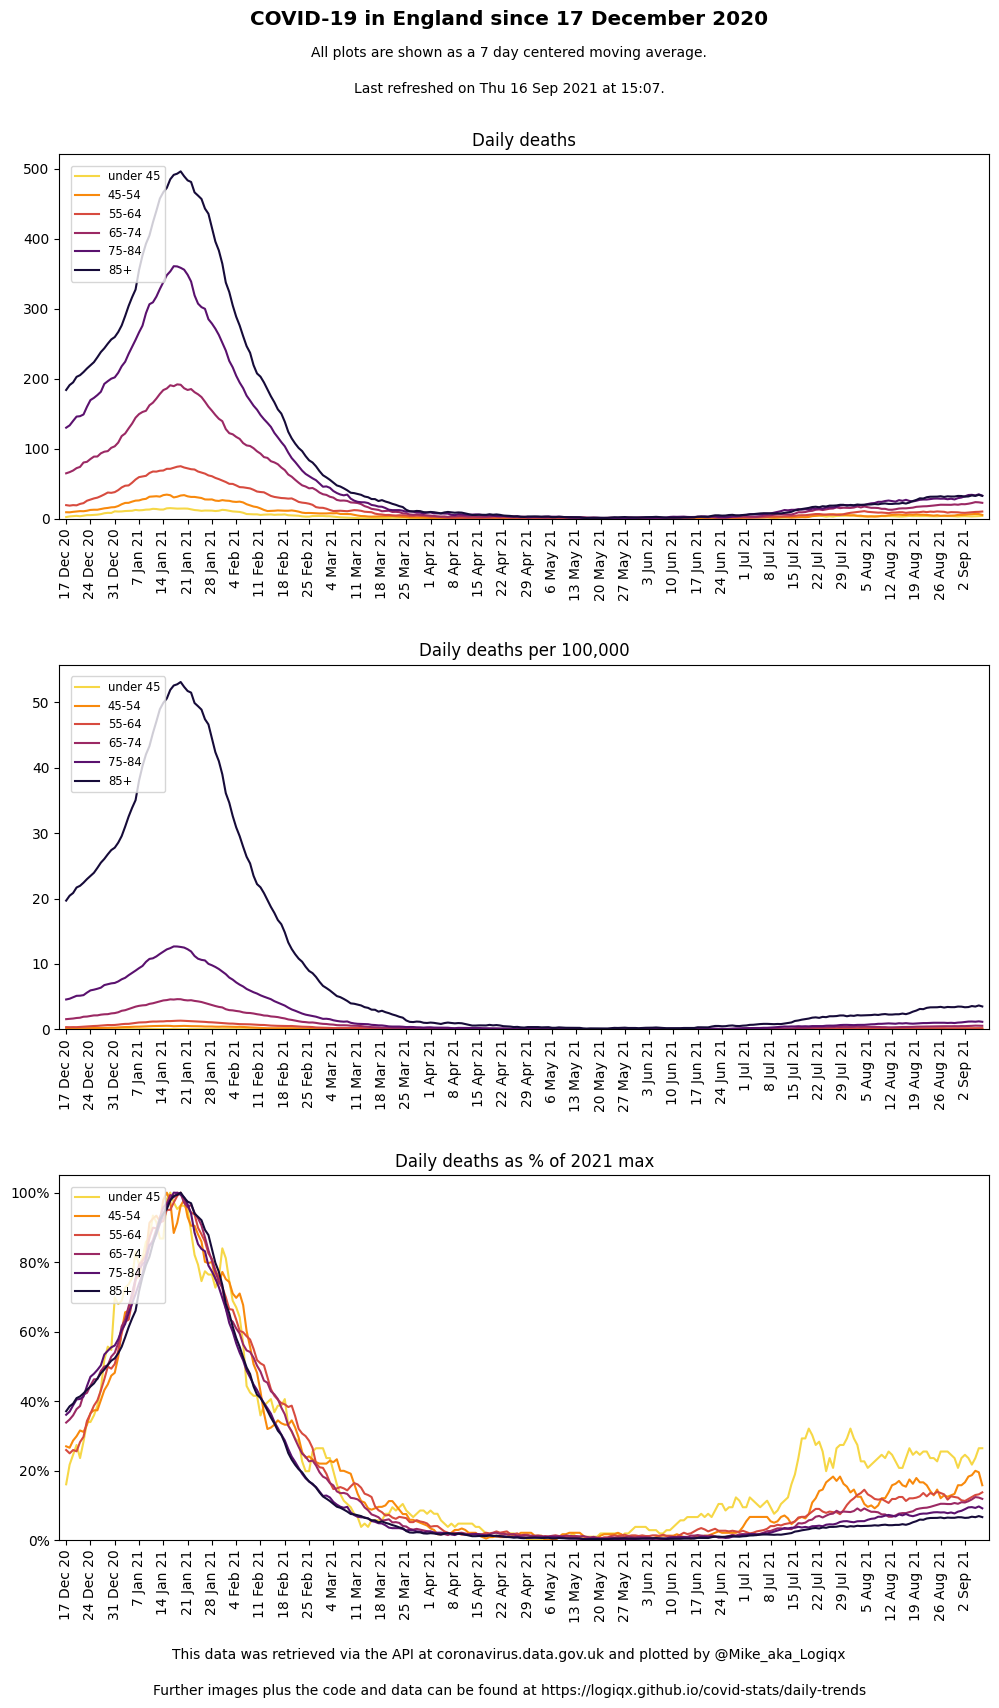 COVID-19 in England since 17 December 2020
All plots are shown as a 7 day centered moving average.
Last refreshed on Thu 16 Sep 2021 at 15:07.
Daily deaths
500
400
300
200
100
0
under 45
45-54
55-64
65-74
75-84
85+
17 Dec 20
24 Dec 20
31 Dec 20
7 Jan 21
14 Jan 21
21 Jan 21
28 Jan 21
4 Feb 21
11 Feb 21
18 Feb 21
25 Feb 21
4 Mar 21
11 Mar 21
18 Mar 21
25 Mar 21
1 Apr 21
8 Apr 21
15 Apr 21
22 Apr 21
29 Apr 21
6 May 21
13 May 21
20 May 21
27 May 21
3 Jun 21
10 Jun 21
17 Jun 21
24 Jun 21
1 Jul 21
8 Jul 21
15 Jul 21
22 Jul 21
29 Jul 21
5 Aug 21
12 Aug 21
19 Aug 21
26 Aug 21
2 Sep 21
Daily deaths per 100,000
50
40
30
20
10
0
under 45
45-54
55-64
65-74
75-84
85+
17 Dec 20
24 Dec 20
31 Dec 20
7 Jan 21
14 Jan 21
21 Jan 21
28 Jan 21
4 Feb 21
11 Feb 21
18 Feb 21
25 Feb 21
4 Mar 21
11 Mar 21
18 Mar 21
25 Mar 21
1 Apr 21
8 Apr 21
15 Apr 21
22 Apr 21
29 Apr 21
6 May 21
13 May 21
20 May 21
27 May 21
3 Jun 21
10 Jun 21
17 Jun 21
24 Jun 21
1 Jul 21
8 Jul 21
15 Jul 21
22 Jul 21
29 Jul 21
5 Aug 21
12 Aug 21
19 Aug 21
26 Aug 21
2 Sep 21
Daily deaths as % of 2021 max
100%
80%
60%
40%
20%
0%
under 45
45-54
55-64
65-74
75-84
85+
17 Dec 20
24 Dec 20
31 Dec 20
7 Jan 21
14 Jan 21
21 Jan 21
28 Jan 21
4 Feb 21
11 Feb 21
18 Feb 21
25 Feb 21
4 Mar 21
11 Mar 21
18 Mar 21
25 Mar 21
1 Apr 21
8 Apr 21
15 Apr 21
22 Apr 21
29 Apr 21
6 May 21
13 May 21
20 May 21
27 May 21
3 Jun 21
10 Jun 21
17 Jun 21
24 Jun 21
1 Jul 21
8 Jul 21
15 Jul 21
22 Jul 21
29 Jul 21
5 Aug 21
12 Aug 21
19 Aug 21
26 Aug 21
2 Sep 21
This data was retrieved via the API at coronavirus.data.gov.uk and plotted by @Mike_aka_Logiqx
Further images plus the code and data can be found at https://logiqx.github.io/covid-stats/daily-trends